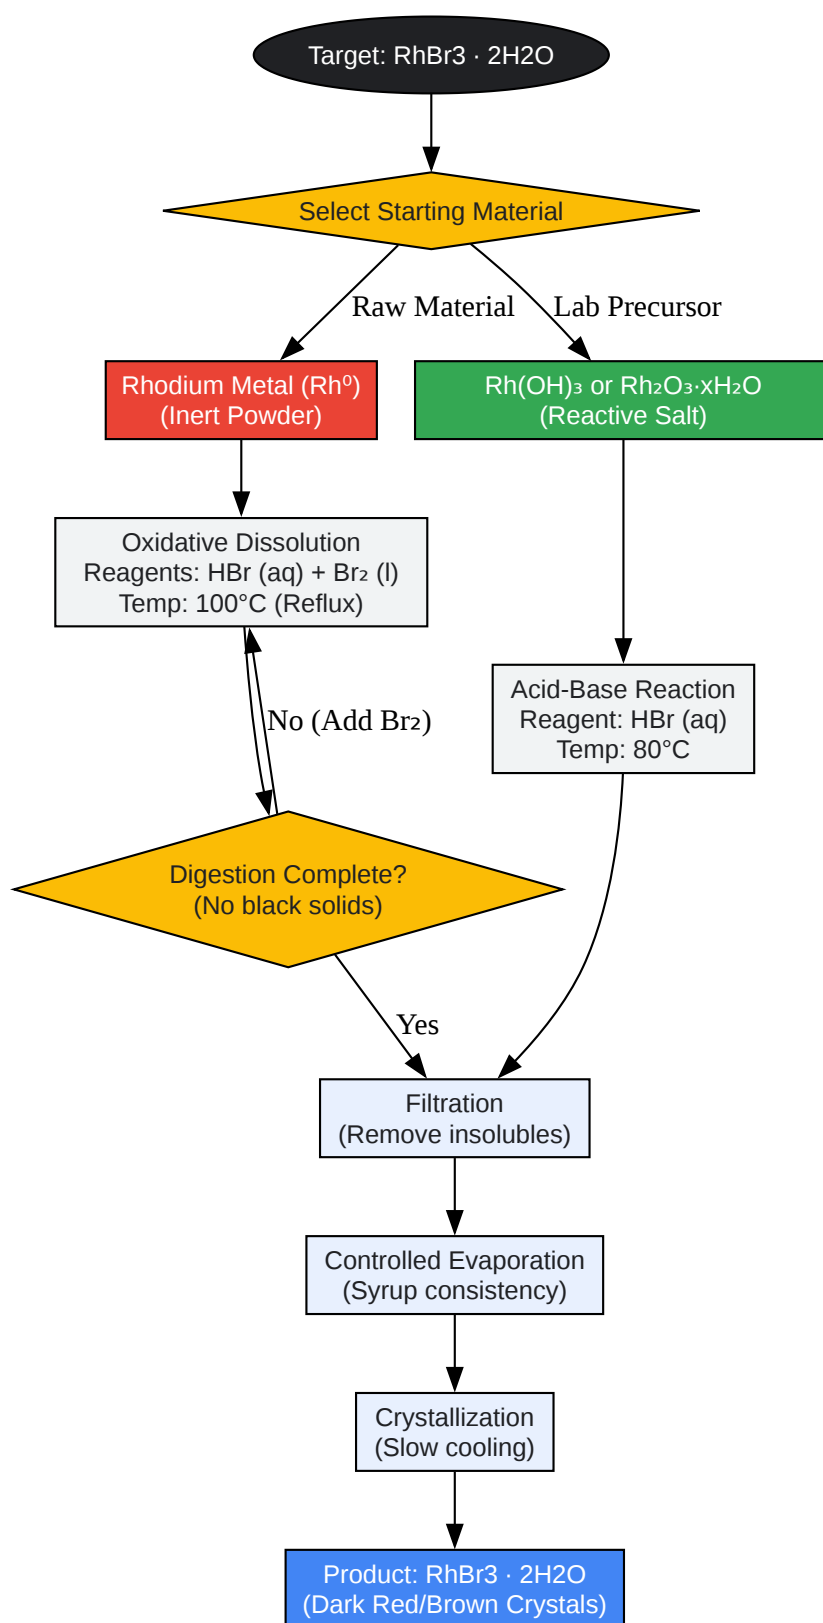 Target: RhBr3 · 2H2O
Select Starting Material
Raw Material
Lab Precursor
Rhodium Metal (Rh⁰)
(Inert Powder)
Rh(OH)₃ or Rh₂O₃·xH₂O
(Reactive Salt)
Oxidative Dissolution
Reagents: HBr (aq) + Br₂ (l)
Temp: 100°C (Reflux)
No (Add Br₂)
Acid-Base Reaction
Reagent: HBr (aq)
Temp: 80°C
Digestion Complete?
(No black solids)
Yes
Filtration
(Remove insolubles)
Controlled Evaporation
(Syrup consistency)
Crystallization
(Slow cooling)
Product: RhBr3 · 2H2O
(Dark Red/Brown Crystals)